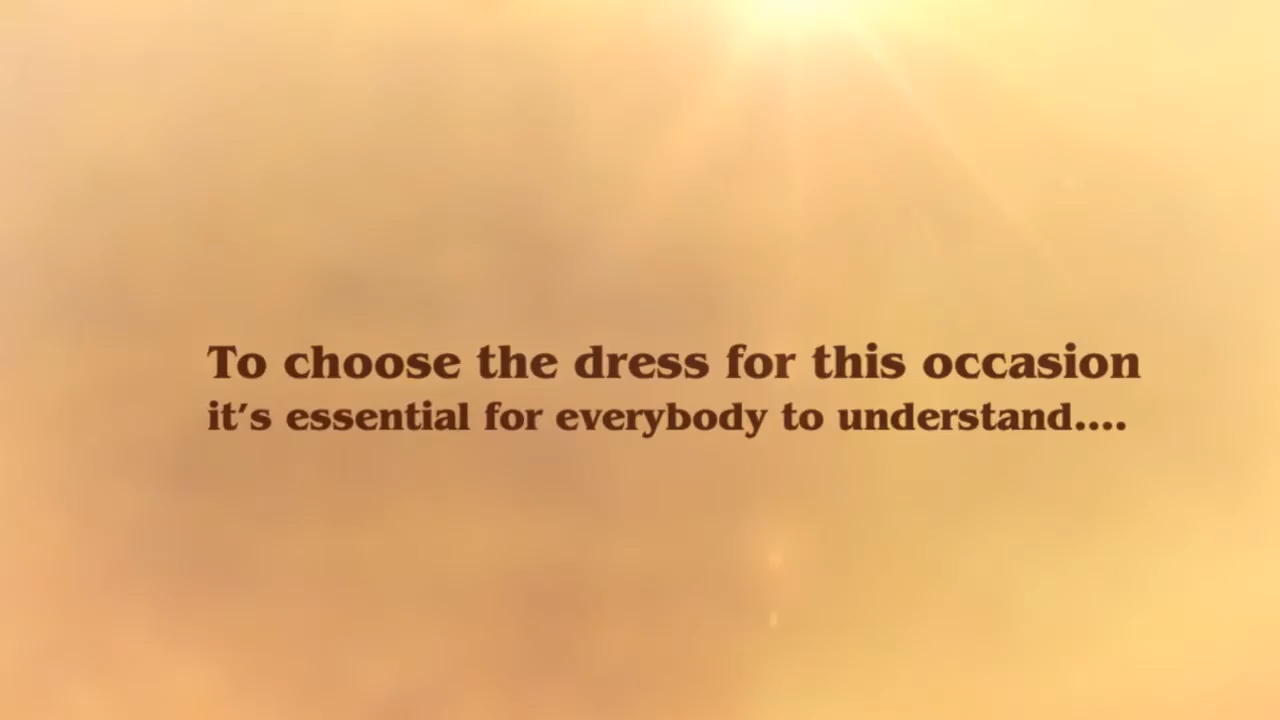 To choose the dress for this occasion
it’s essential for everybody to understand....